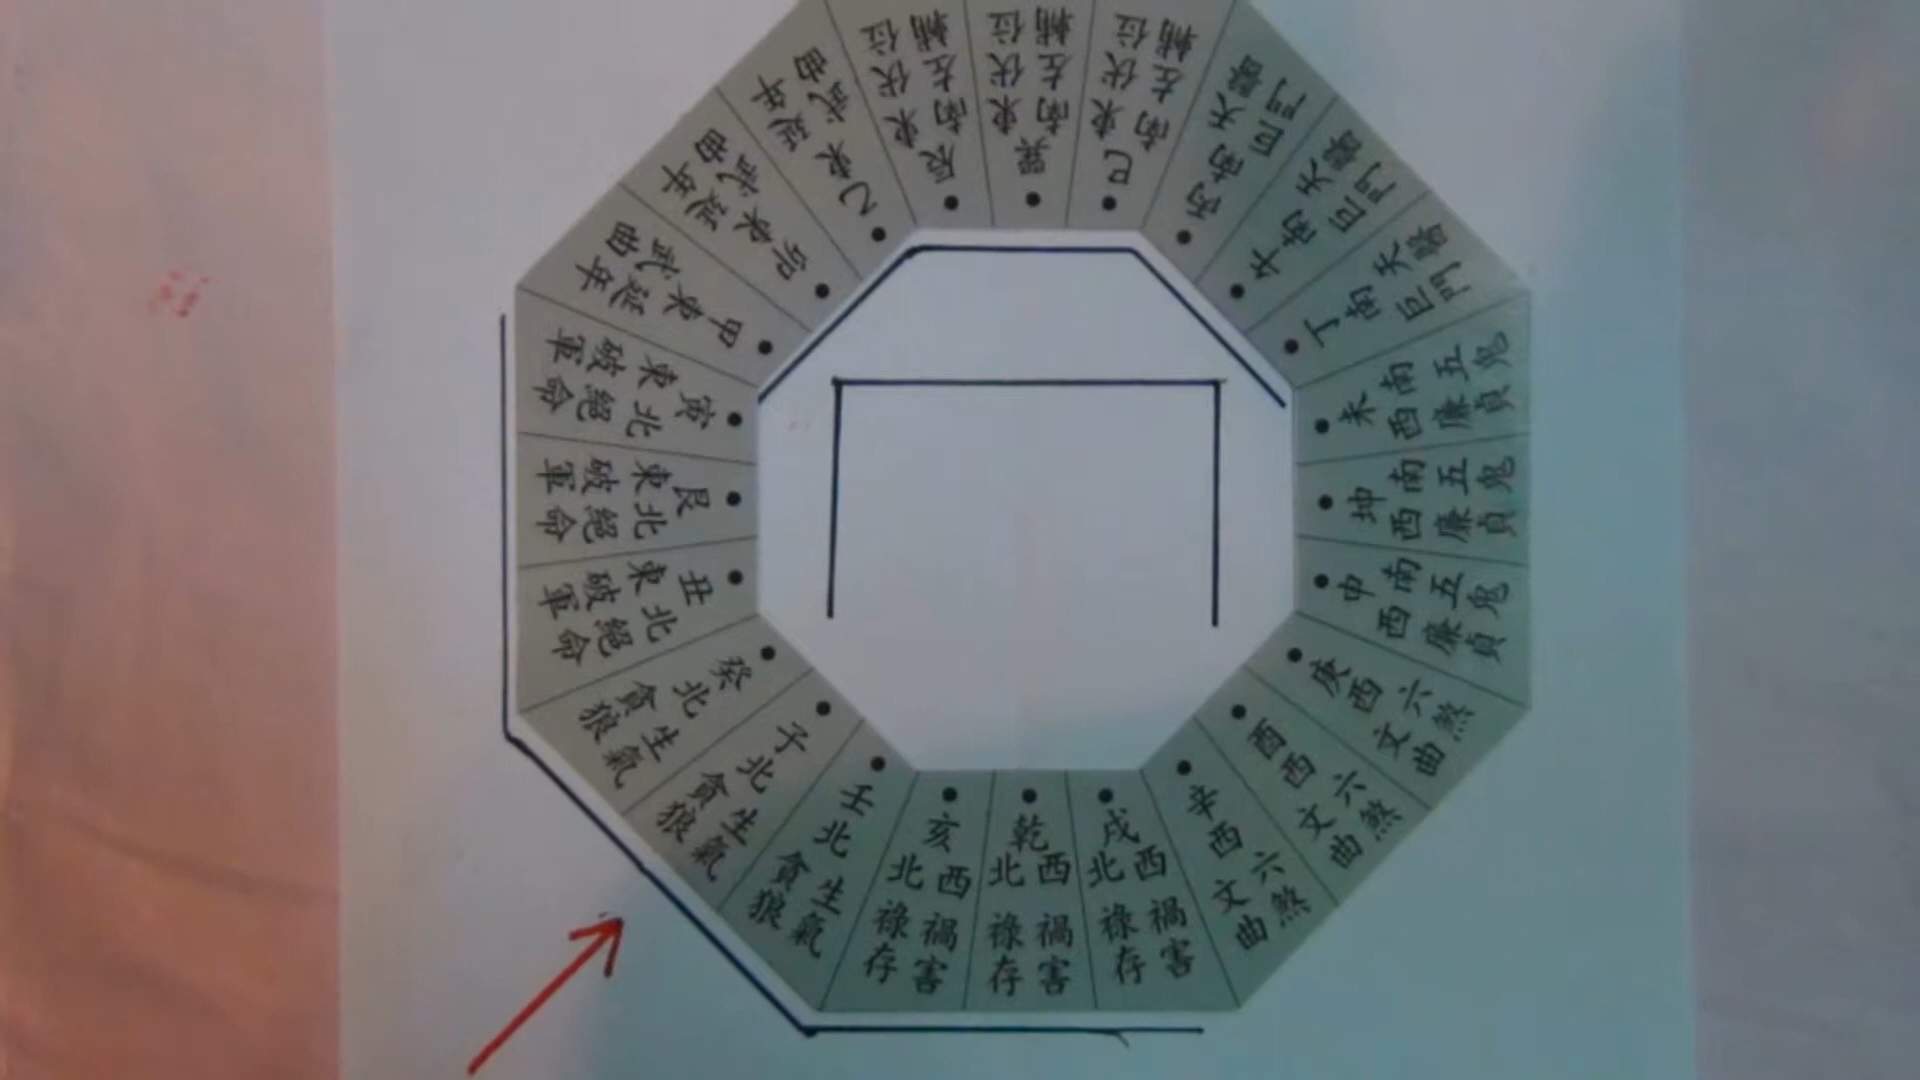 辰 東南 左輔 伏位
巽 東南 左輔 伏位
巳 東南 左輔 伏位
丙 南 巨門 天醫
午 南 巨門 天醫
丁 南 巨門 天醫
未 西南 廉貞 五鬼
坤 西南 廉貞 五鬼
申 西南 廉貞 五鬼
庚 西 文曲 六煞
酉 西 文曲 六煞
辛 西 文曲 六煞
戌 西北 祿存 禍害
乾 西北 祿存 禍害
亥 西北 祿存 禍害
壬 北 貪狼 生氣
子 北 貪狼 生氣
癸 北 貪狼 生氣
丑 東北 破軍 絕命
艮 東北 破軍 絕命
寅 東北 破軍 絕命
甲 東 武曲 延年
卯 東 武曲 延年
乙 東 武曲 延年